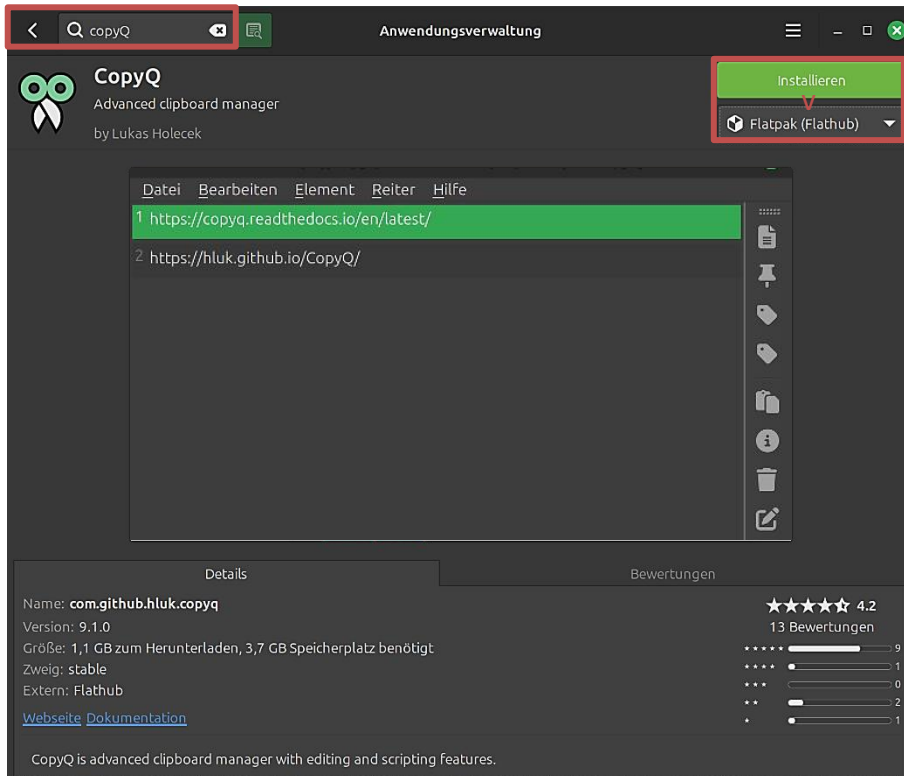 copyQ
Anwendungsverwaltung
CopyQ
Advanced clipboard manager
by Lukas Holecek
Installieren
V
Flatpak (Flathub)
Datei Bearbeiten Element Reiter Hilfe
1 https://copyq.readthedocs.io/en/latest/
2 https://hluk.github.io/CopyQ/
Details
Bewertungen
Name: com.github.hluk.copyq
Version: 9.1.0
Größe: 1,1 GB zum Herunterladen, 3,7 GB Speicherplatz benötigt
Zweig: stable
Extern: Flathub
Webseite Dokumentation
★★★★⯪ 4.2
13 Bewertungen
★★★★★ 9
★★★★ 1
★★★ 0
★★ 2
★ 1
CopyQ is advanced clipboard manager with editing and scripting features.